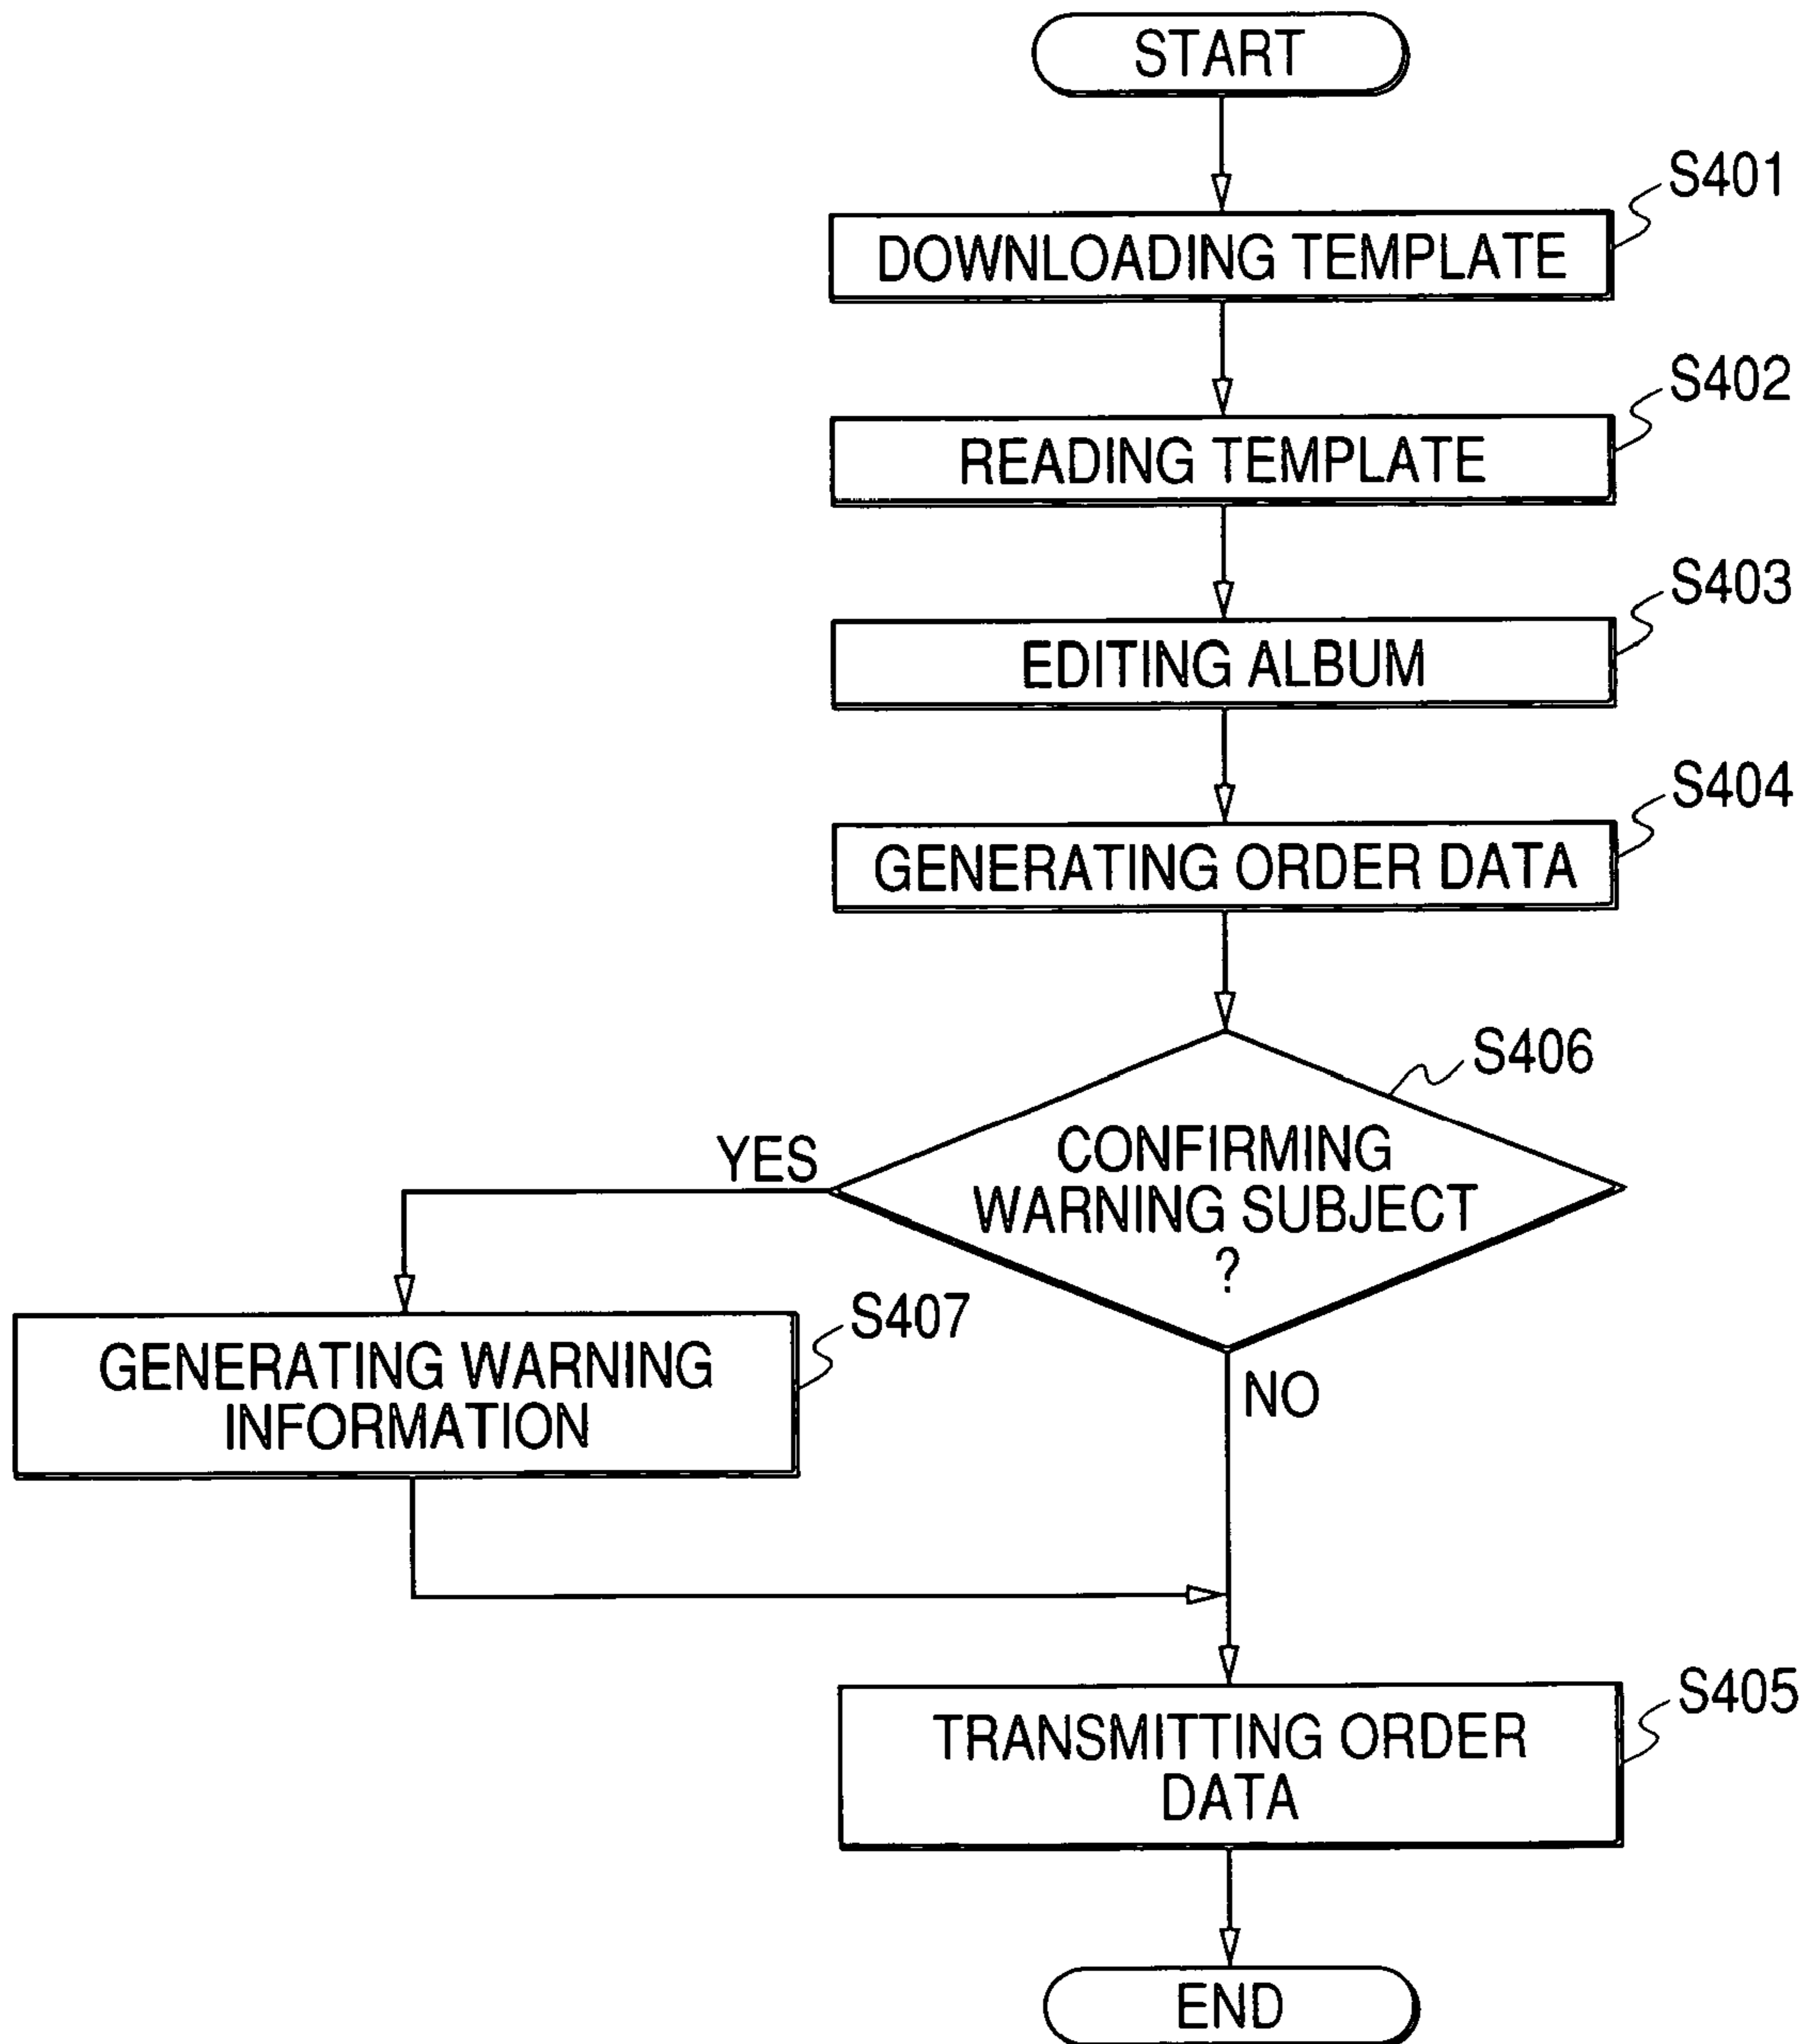 START
S401
DOWNLOADING TEMPLATE
S402
READING TEMPLATE
S403
EDITING ALBUM
S404
GENERATING ORDER DATA
S406
CONFIRMING
WARNING SUBJECT
?
YES
S407
GENERATING WARNING
INFORMATION
NO
S405
TRANSMITTING ORDER
DATA
END